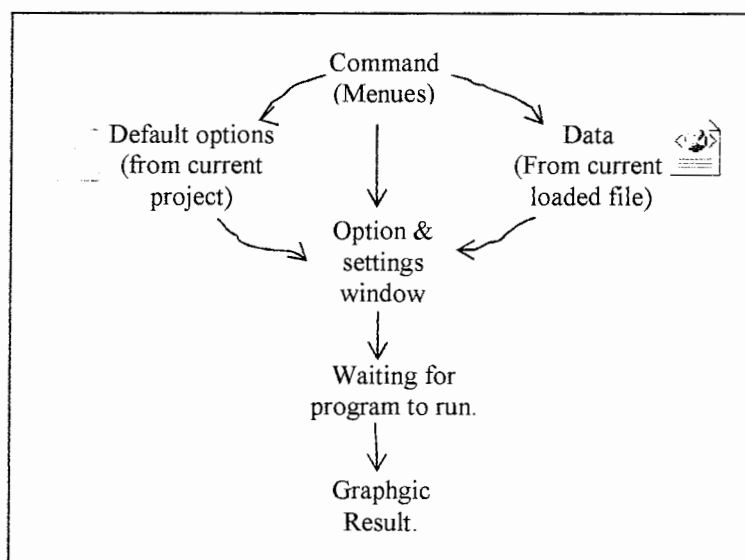 Command
(Menues)
Default options
(from current
project)
Data
(From current
loaded file)
Option &
settings
window
Waiting for
program to run.
Graphgic
Result.